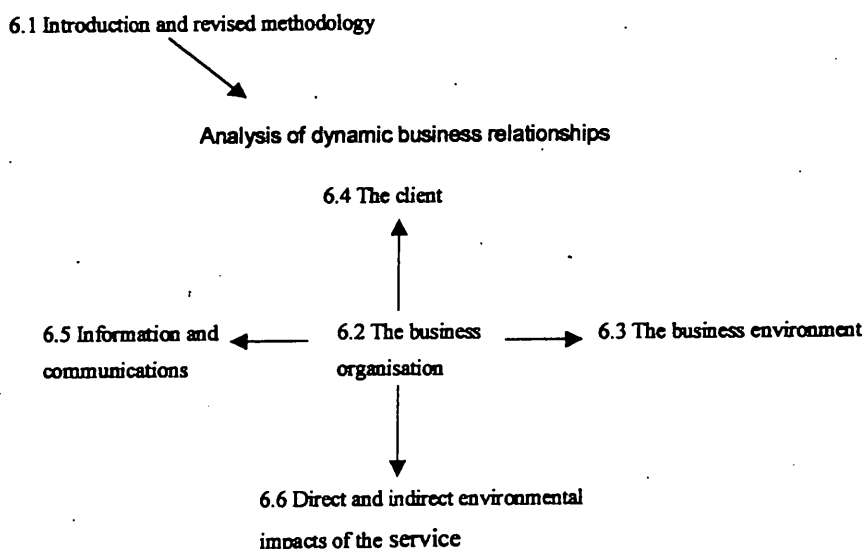 6.1 Introduction and revised methodology
Analysis of dynamic business relationships
6.4 The client
6.5 Information and
communications
6.2 The business
organisation
6.3 The business environment
6.6 Direct and indirect environmental
impacts of the service